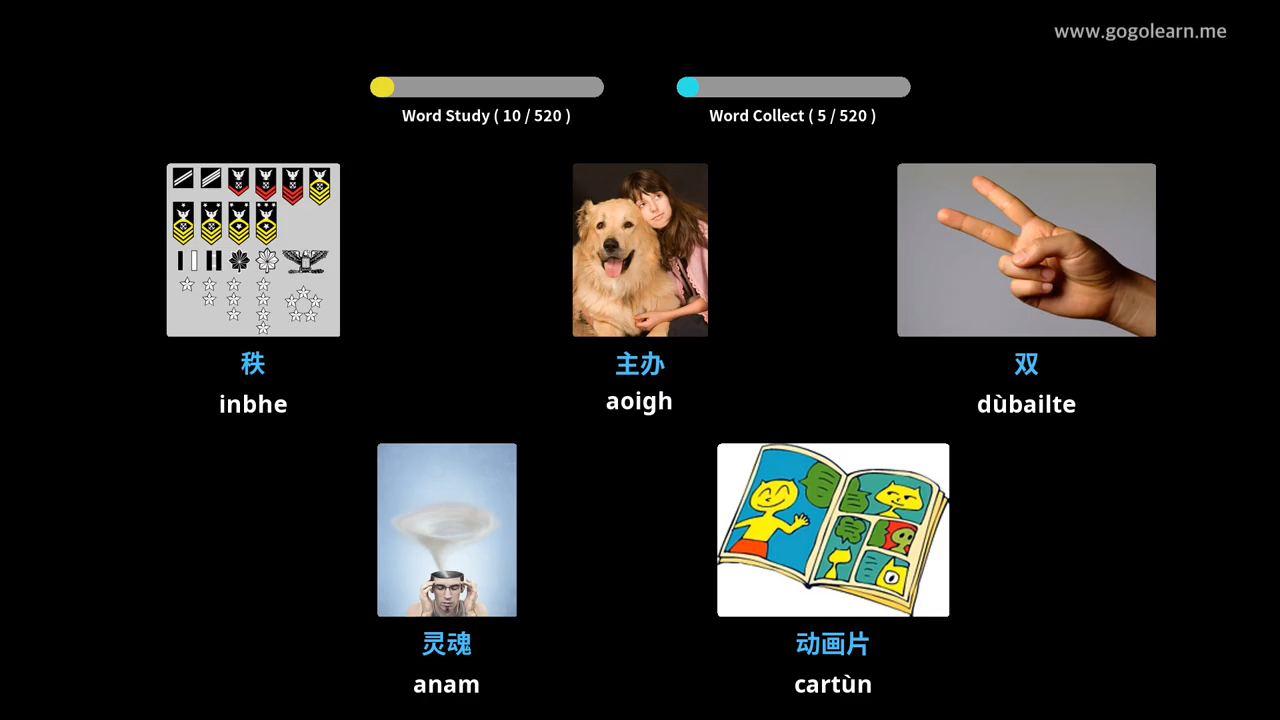 www.gogolearn.me
Word Study ( 10 / 520 )
Word Collect ( 5 / 520 )
秩
inbhe
主办
aoigh
双
dùbailte
灵魂
anam
动画片
cartùn